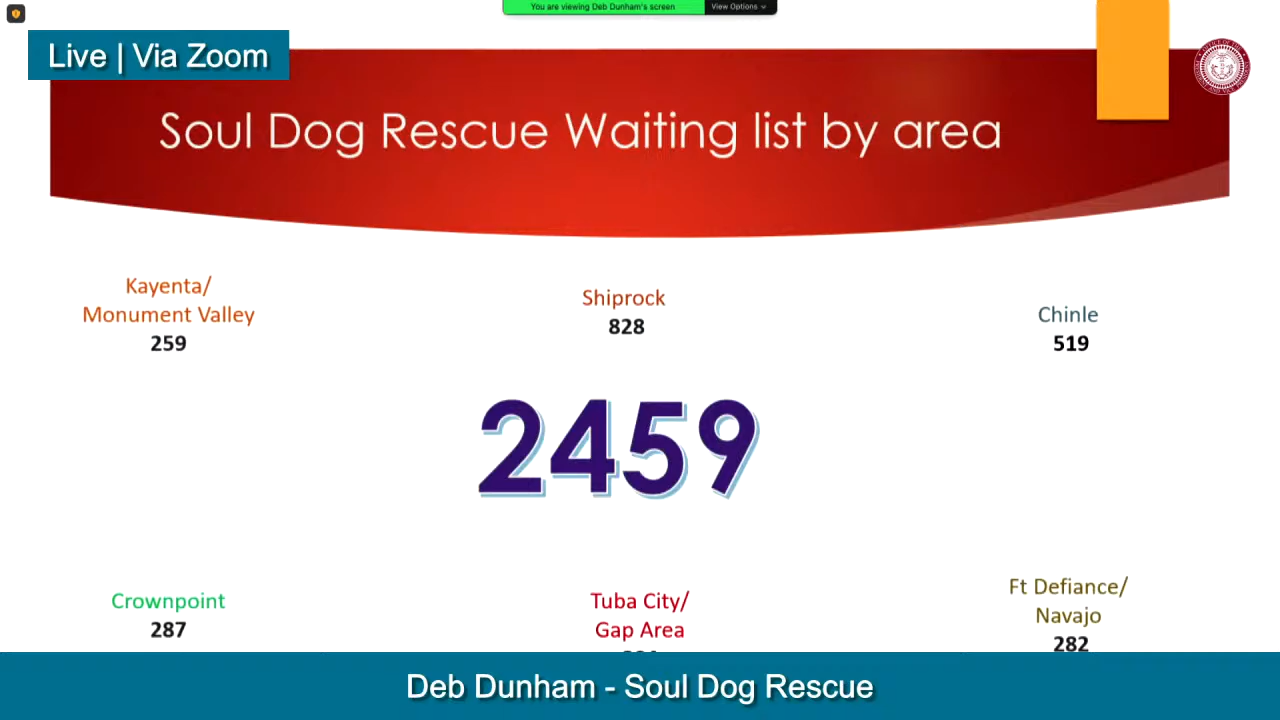 You are viewing Deb Dunham's screen View Options
Live | Via Zoom
Soul Dog Rescue Waiting list by area
Kayenta/
Monument Valley
259
Shiprock
828
Chinle
519
2459
Crownpoint
287
Tuba City/
Gap Area
Ft Defiance/
Navajo
282
Deb Dunham - Soul Dog Rescue